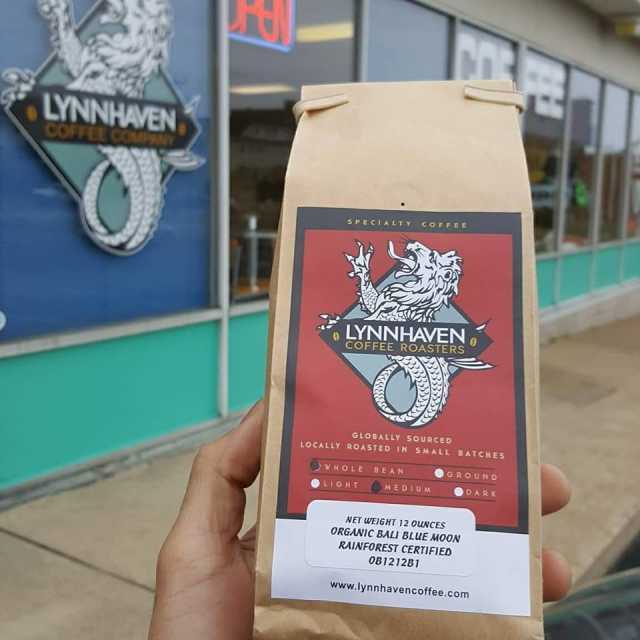 OPEN
COFFEE
LYNNHAVEN
COFFEE COMPANY
SPECIALTY COFFEE
LYNNHAVEN
COFFEE ROASTERS
GLOBALLY SOURCED
LOCALLY ROASTED IN SMALL BATCHES
WHOLE BEAN GROUND
LIGHT MEDIUM DARK
NET WEIGHT 12 OUNCES
ORGANIC BALI BLUE MOON
RAINFOREST CERTIFIED
OB1212B1
www.lynnhavencoffee.com